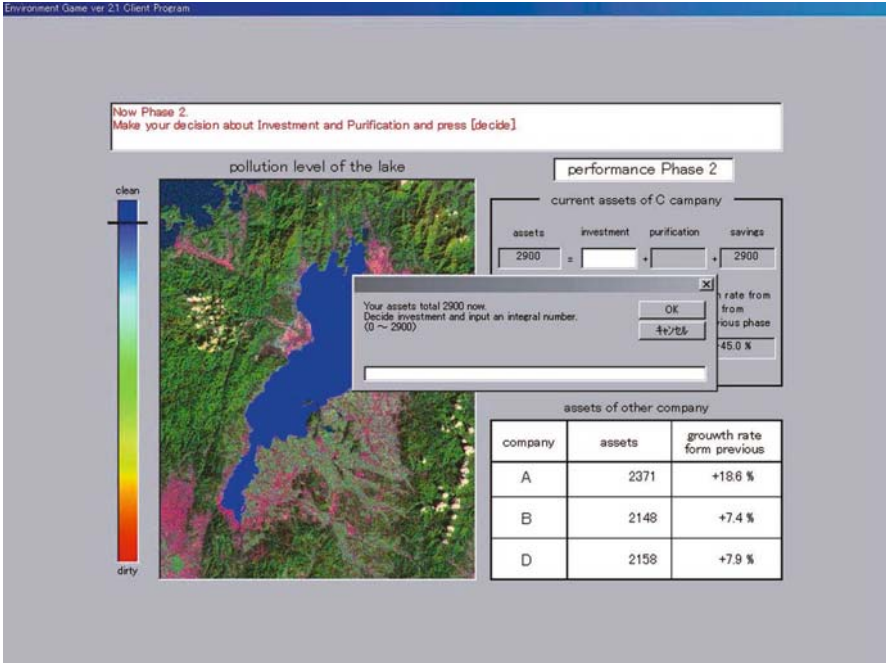 Environment Game ver 2.1 Client Program
Now Phase 2.
Make your decision about Investment and Purification and press [decide]
pollution level of the lake
clean
dirty
performance Phase 2
current assets of C campany
assets investment purification savings
2900 = + + 2900
Your assets total 2900 now.
Decide investment and input an integral number.
(0 ~ 2900)
OK
キャンセル
rate from
from
phase
45.0 %
assets of other company
company assets grouwth rate
form previous
A 2371 +18.6 %
B 2148 +7.4 %
D 2158 +7.9 %